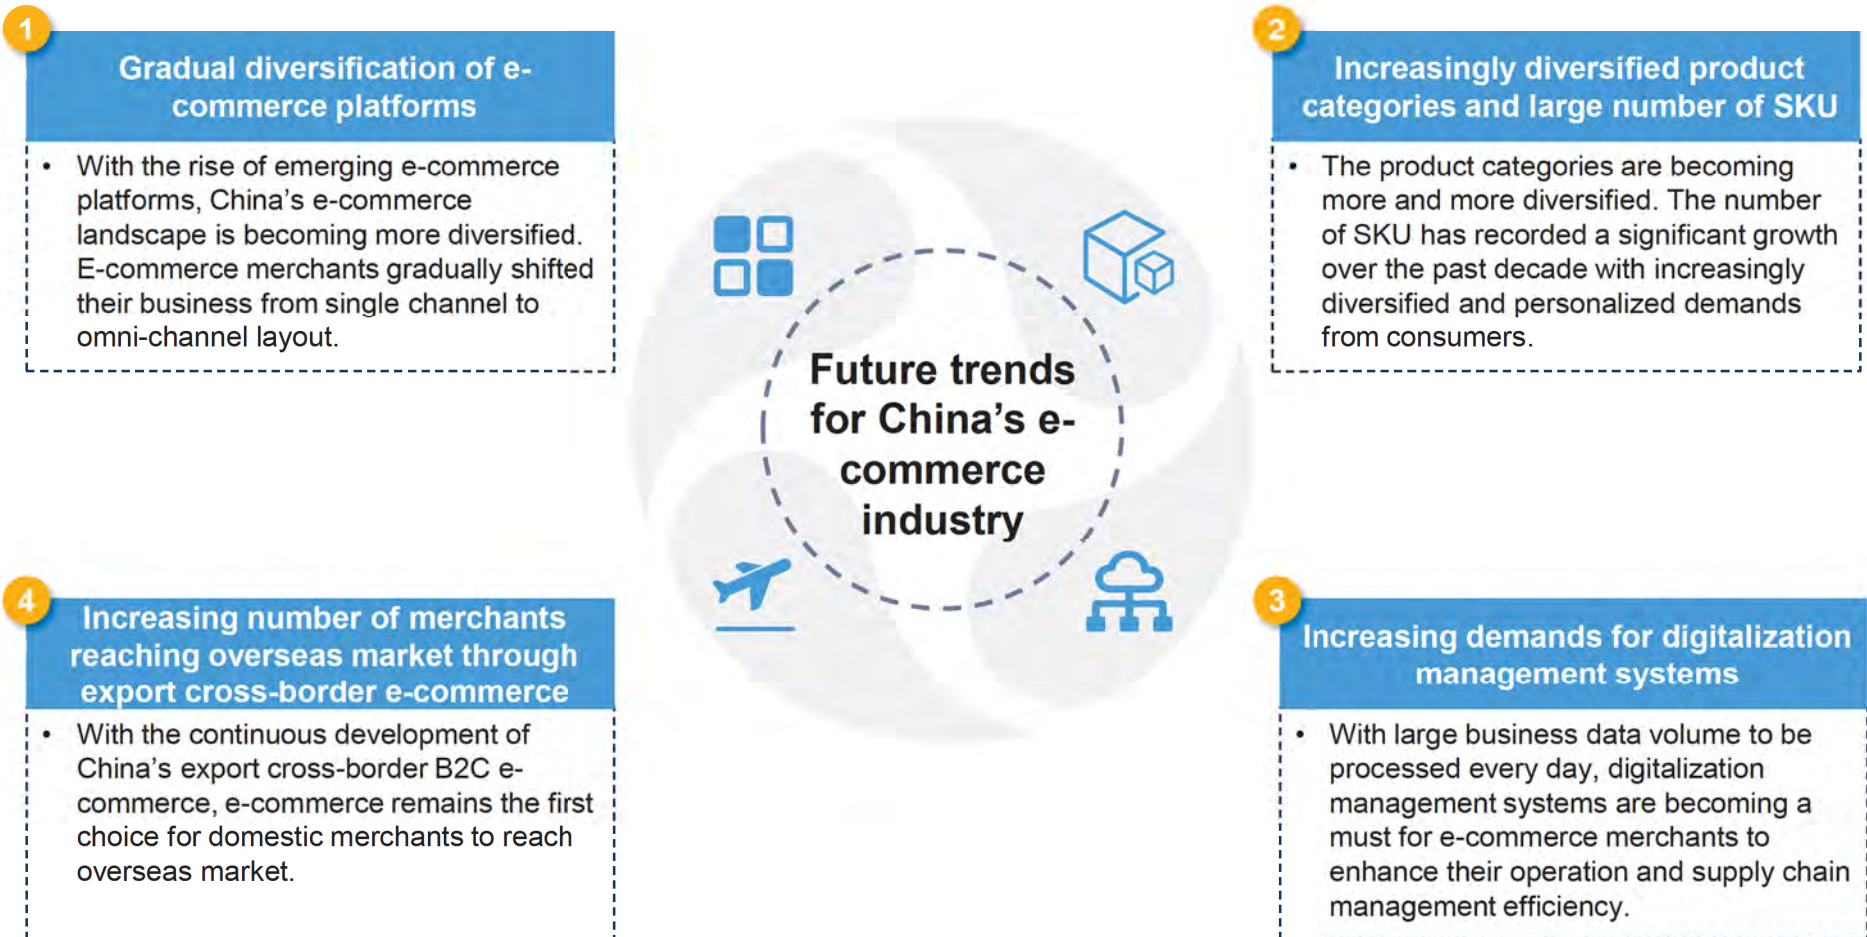 1
Gradual diversification of e-
commerce platforms
• With the rise of emerging e-commerce
platforms, China's e-commerce
landscape is becoming more diversified.
E-commerce merchants gradually shifted
their business from single channel to
omni-channel layout.
2
Increasingly diversified product
categories and large number of SKU
• The product categories are becoming
more and more diversified. The number
of SKU has recorded a significant growth
over the past decade with increasingly
diversified and personalized demands
from consumers.
Future trends
for China's e-
commerce
industry
4
Increasing number of merchants
reaching overseas market through
export cross-border e-commerce
• With the continuous development of
China's export cross-border B2C e-
commerce, e-commerce remains the first
choice for domestic merchants to reach
overseas market.
3
Increasing demands for digitalization
management systems
• With large business data volume to be
processed every day, digitalization
management systems are becoming a
must for e-commerce merchants to
enhance their operation and supply chain
management efficiency.